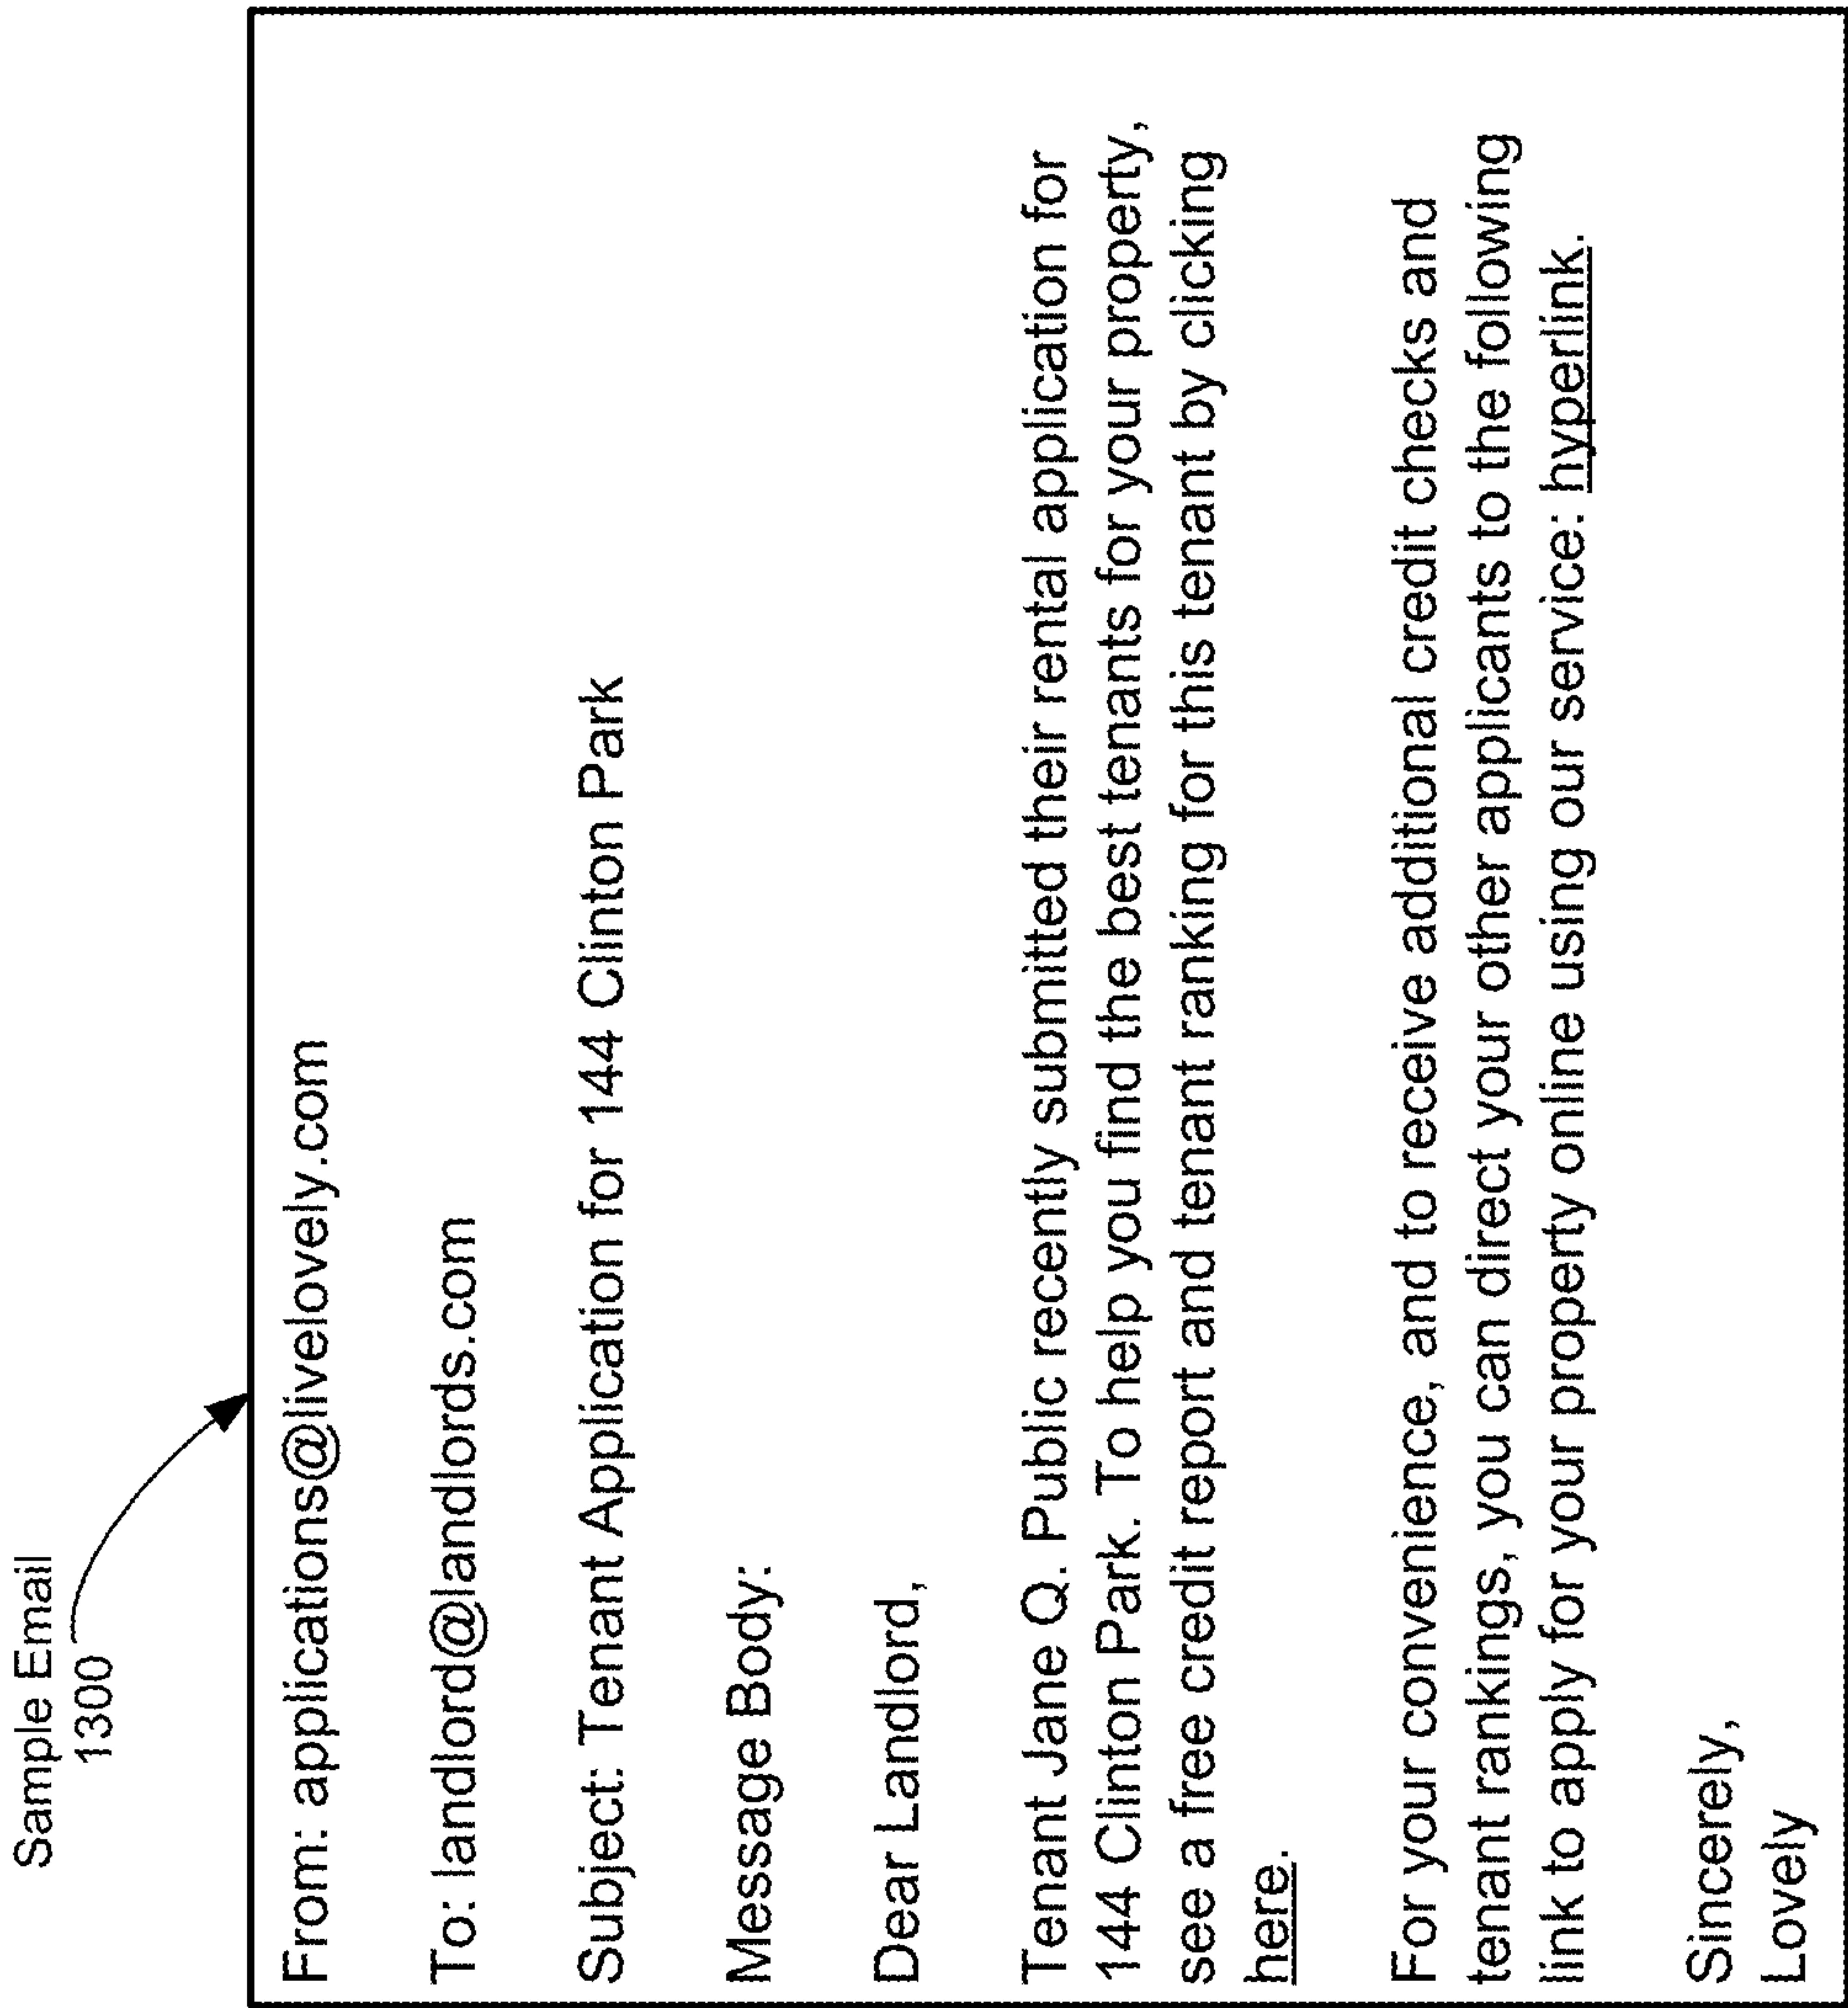 Sample Email
1300
From: applications@livelovely.com
To: landlord@landlords.com
Subject: Tenant Application for 144 Clinton Park
Message Body:
Dear Landlord,
Tenant Jane Q. Public recently submitted their rental application for
144 Clinton Park. To help you find the best tenants for your property,
see a free credit report and tenant ranking for this tenant by clicking
here.
For your convenience, and to receive additional credit checks and
tenant rankings, you can direct your other applicants to the following
link to apply for your property online using our service: hyperlink.
Sincerely,
Lovely